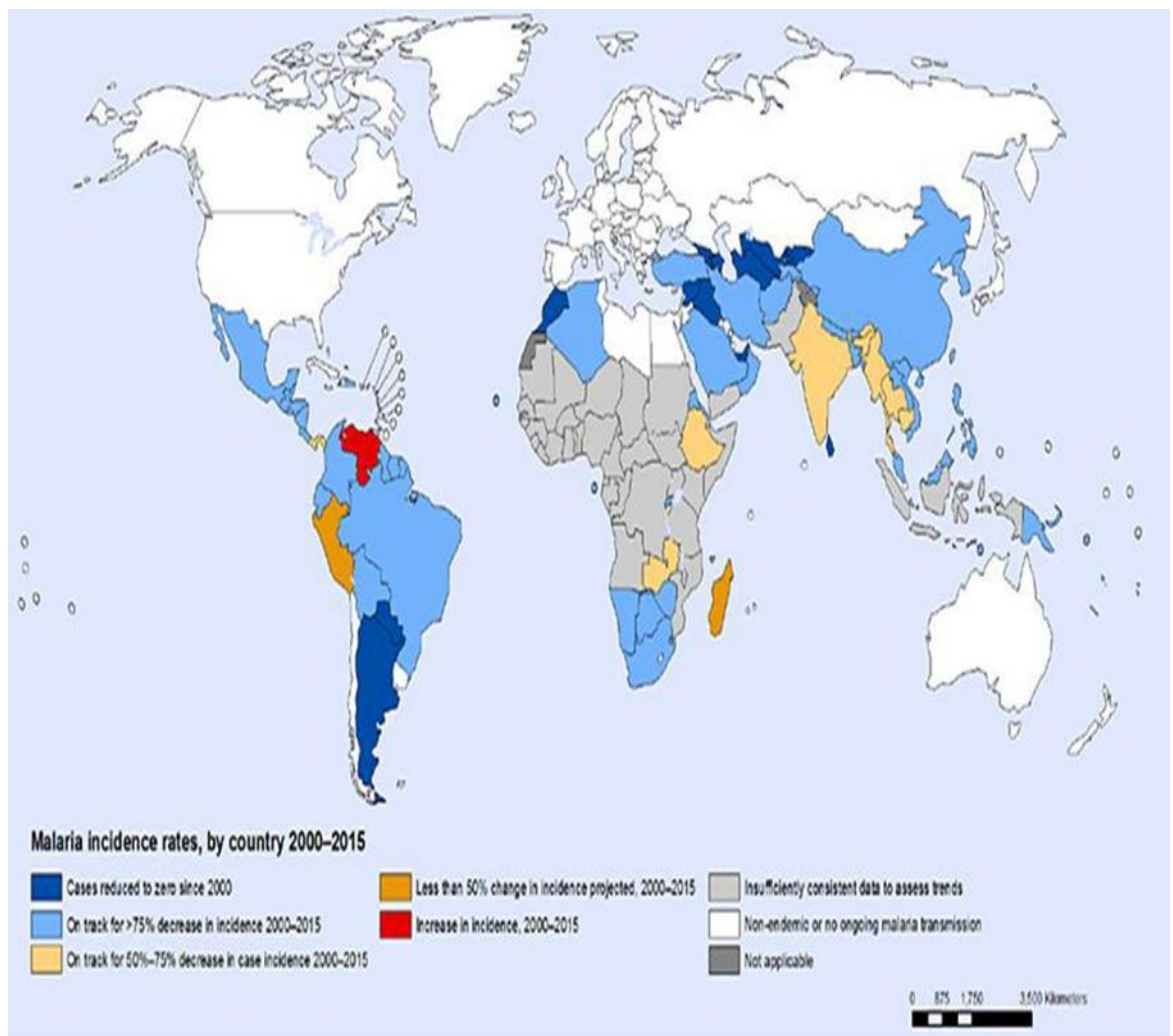 Malaria incidence rates, by country 2000–2015
Cases reduced to zero since 2000
On track for >75% decrease in incidence 2000–2015
On track for 50%–75% decrease in case incidence 2000–2015
Less than 50% change in incidence projected, 2000–2015
Increase in incidence, 2000–2015
Insufficiently consistent data to assess trends
Non-endemic or no ongoing malaria transmission
Not applicable
0 875 1,750 3,500 Kilometers